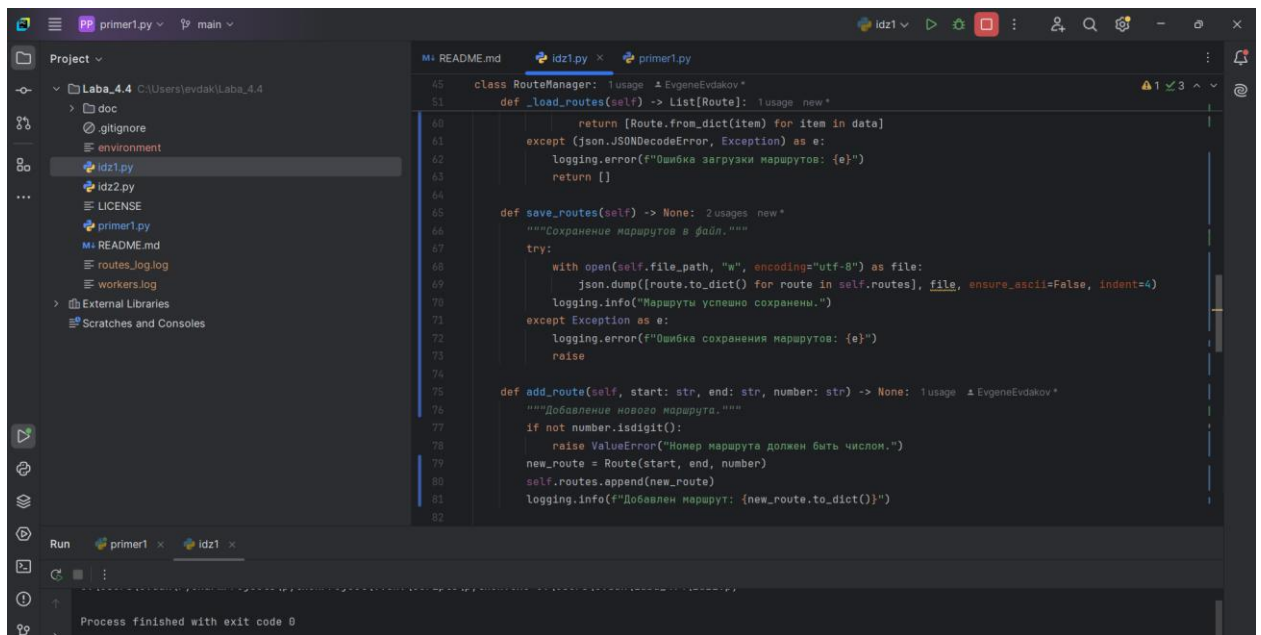 PP primer1.py main idz1
Project
README.md idz1.py primer1.py
Laba_4.4 C:\Users\evdak\Laba_4.4
doc
.gitignore
environment
idz1.py
idz2.py
LICENSE
primer1.py
README.md
routes_log.log
workers.log
External Libraries
Scratches and Consoles
45 class RouteManager: 1 usage EvgeneEvdakov * 1 3
51 def _load_routes(self) -> List[Route]: 1 usage new *
60 return [Route.from_dict(item) for item in data]
61 except (json.JSONDecodeError, Exception) as e:
62 logging.error(f"Ошибка загрузки маршрутов: {e}")
63 return []
64
65 def save_routes(self) -> None: 2 usages new *
66 """Сохранение маршрутов в файл."""
67 try:
68 with open(self.file_path, "w", encoding="utf-8") as file:
69 json.dump([route.to_dict() for route in self.routes], file, ensure_ascii=False, indent=4)
70 logging.info("Маршруты успешно сохранены.")
71 except Exception as e:
72 logging.error(f"Ошибка сохранения маршрутов: {e}")
73 raise
74
75 def add_route(self, start: str, end: str, number: str) -> None: 1 usage EvgeneEvdakov *
76 """Добавление нового маршрута."""
77 if not number.isdigit():
78 raise ValueError("Номер маршрута должен быть числом.")
79 new_route = Route(start, end, number)
80 self.routes.append(new_route)
81 logging.info(f"Добавлен маршрут: {new_route.to_dict()}")
82
Run primer1 idz1
Process finished with exit code 0